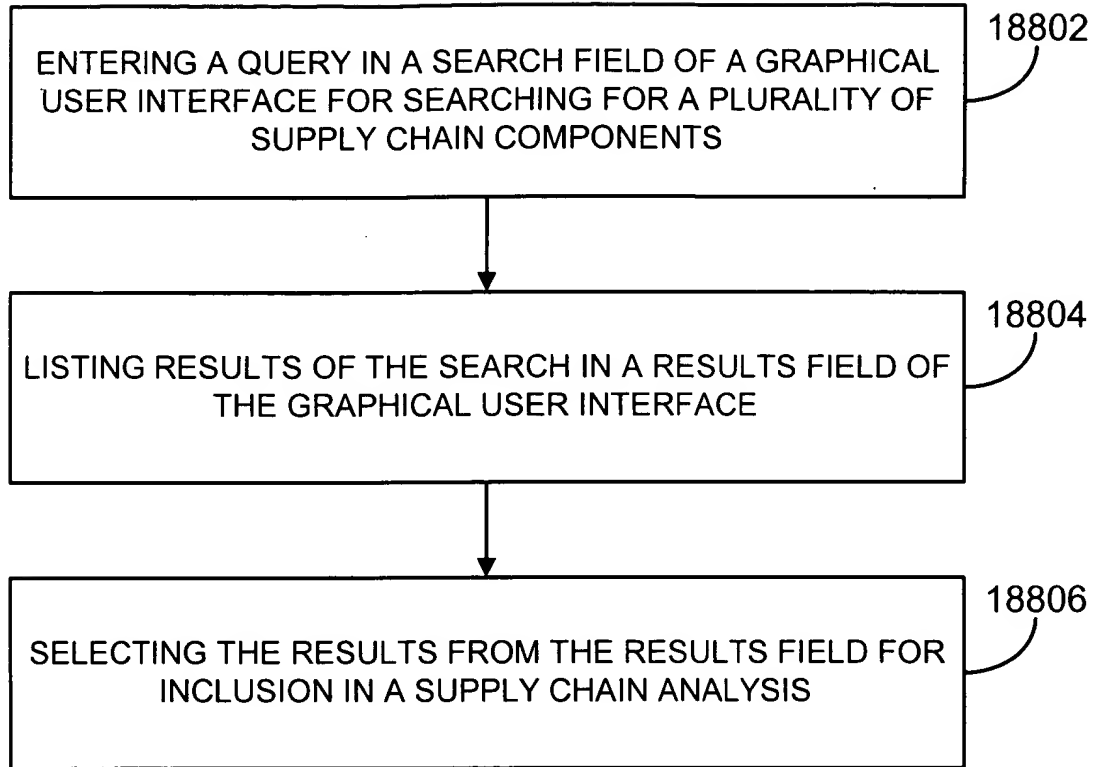 18802
ENTERING A QUERY IN A SEARCH FIELD OF A GRAPHICAL
USER INTERFACE FOR SEARCHING FOR A PLURALITY OF
SUPPLY CHAIN COMPONENTS
18804
LISTING RESULTS OF THE SEARCH IN A RESULTS FIELD OF
THE GRAPHICAL USER INTERFACE
18806
SELECTING THE RESULTS FROM THE RESULTS FIELD FOR
INCLUSION IN A SUPPLY CHAIN ANALYSIS